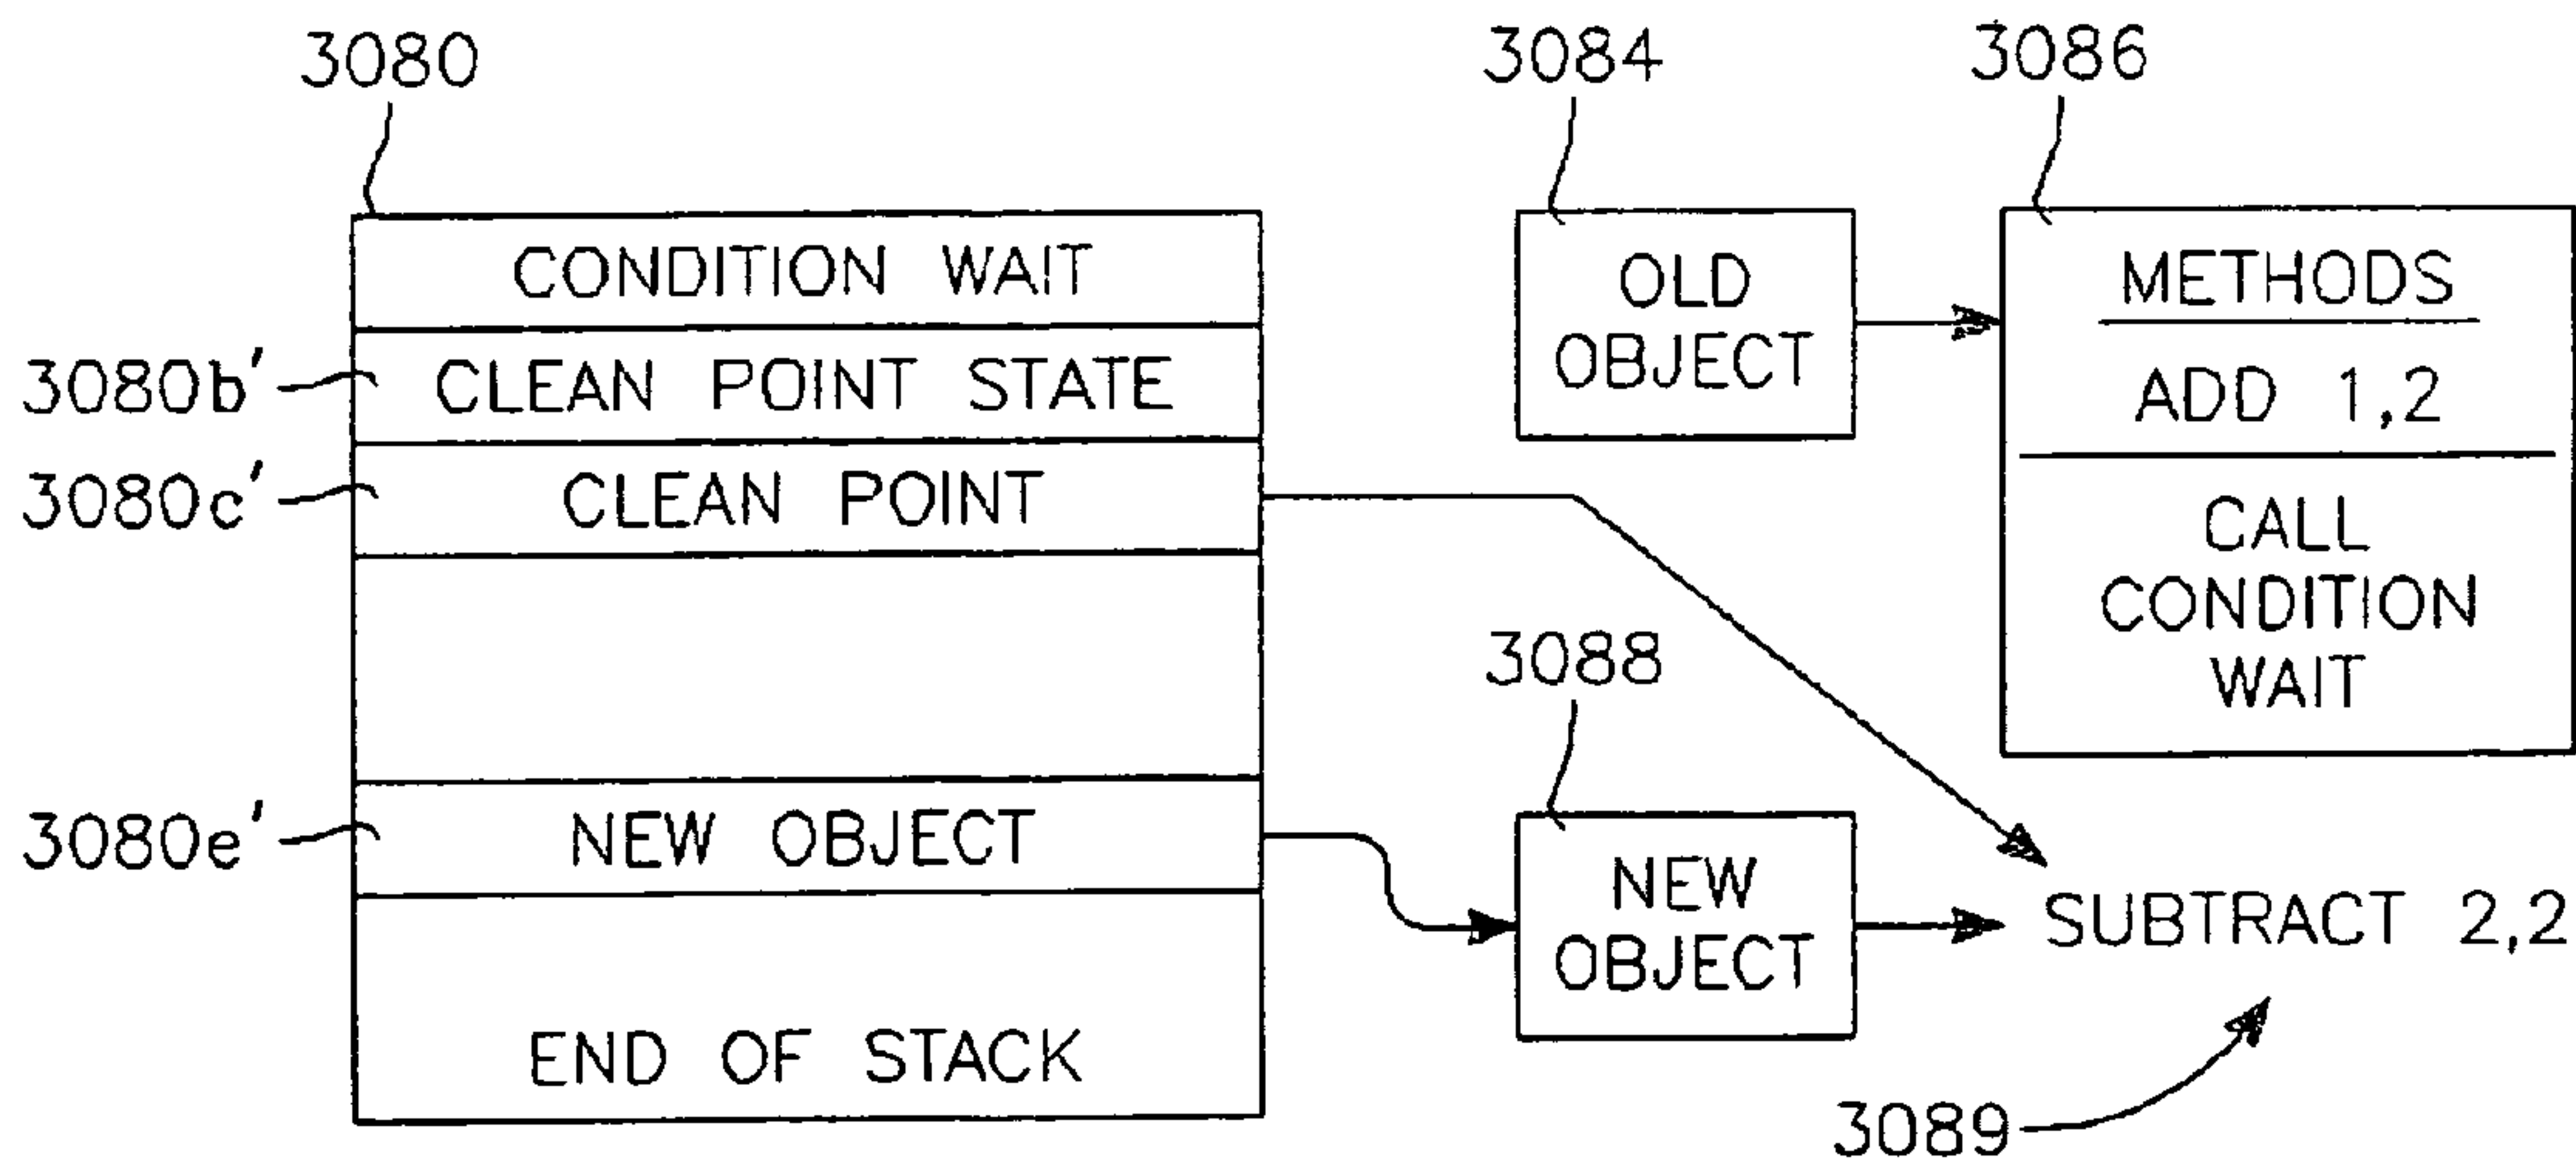 3080
3084
3086
CONDITION WAIT
3080b' CLEAN POINT STATE
3080c' CLEAN POINT
3080e' NEW OBJECT
END OF STACK
OLD
OBJECT
METHODS
ADD 1,2
CALL
CONDITION
WAIT
3088
NEW
OBJECT
SUBTRACT 2,2
3089